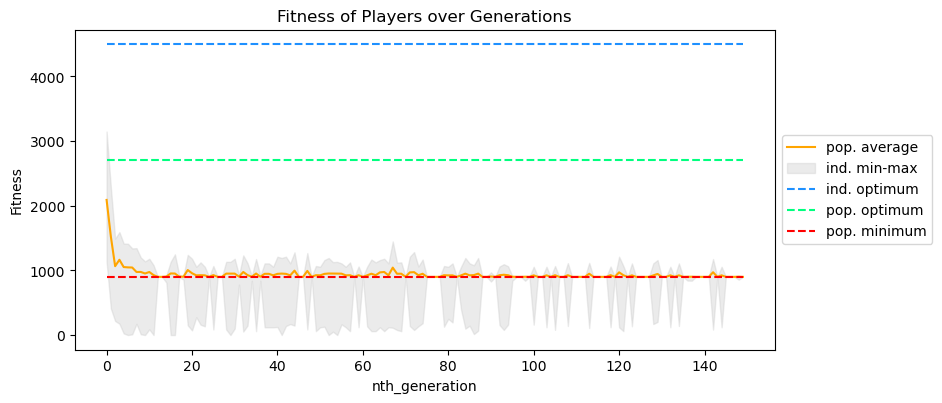 Fitness of Players over Generations
Fitness
4000
3000
2000
1000
0
0 20 40 60 80 100 120 140
nth_generation
pop. average
ind. min-max
ind. optimum
pop. optimum
pop. minimum